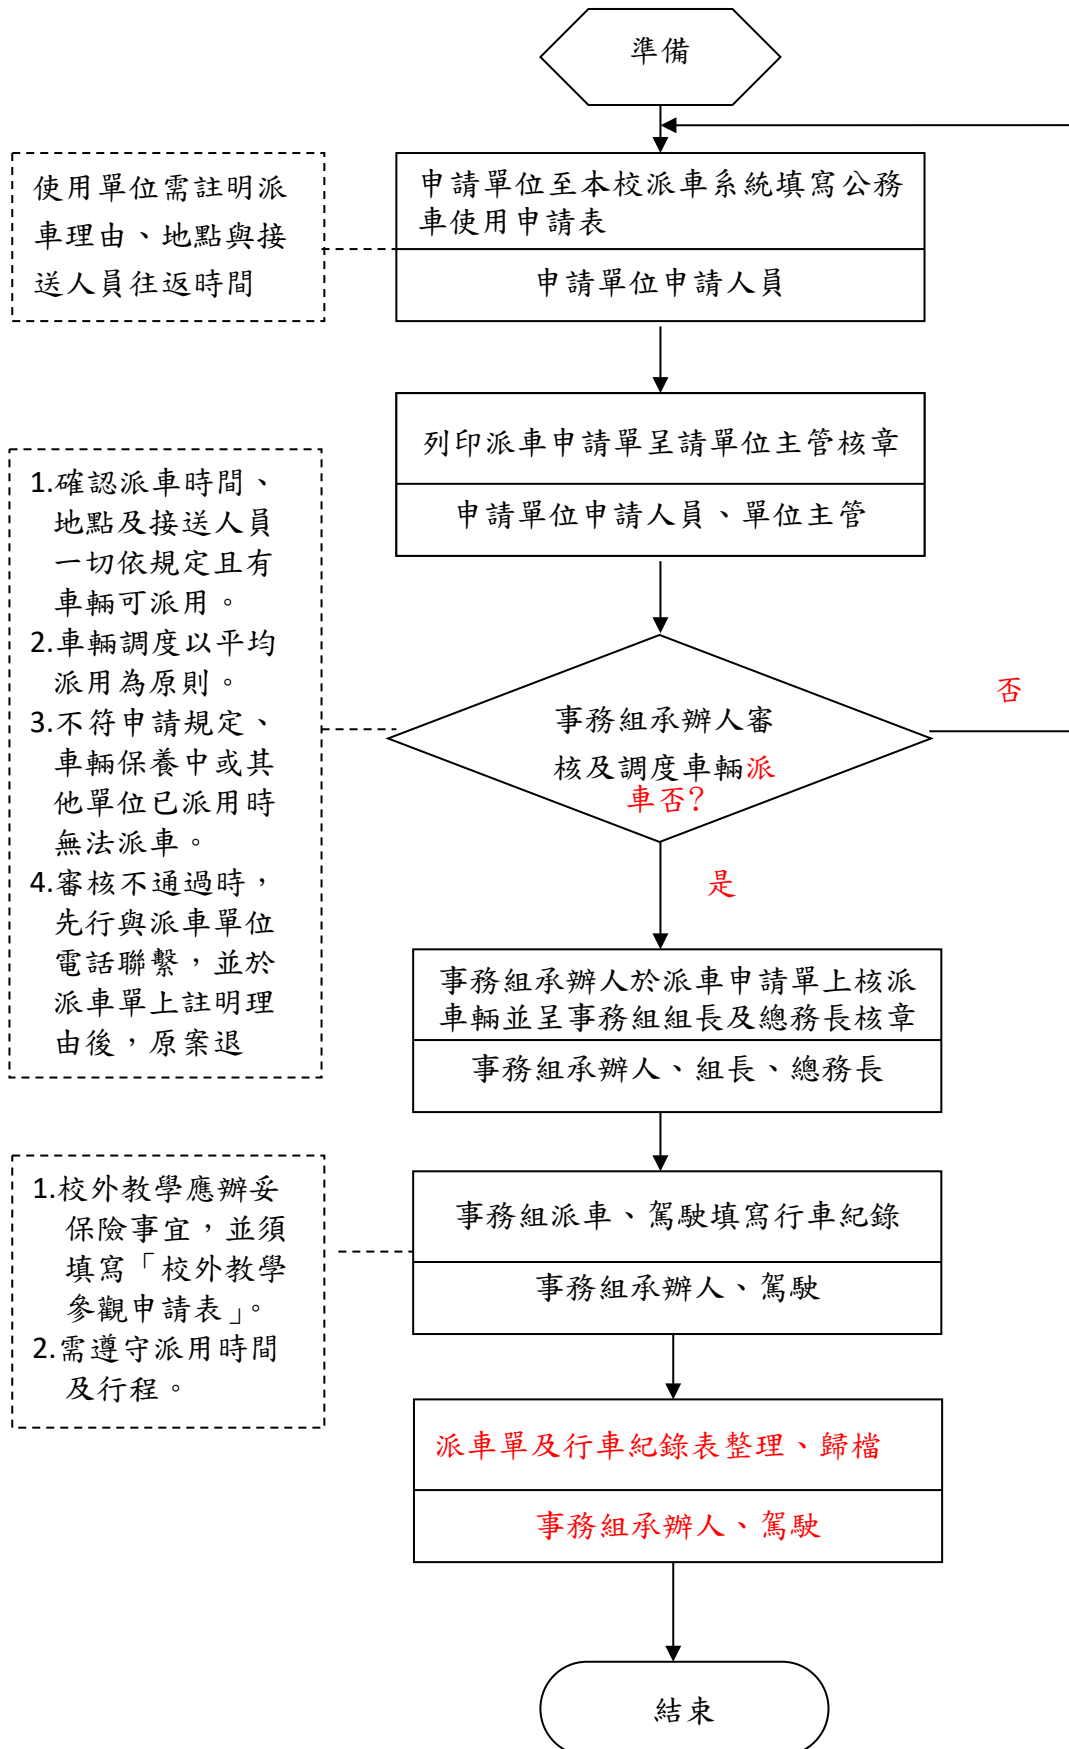 準備
使用單位需註明派
車理由、地點與接
送人員往返時間
申請單位至本校派車系統填寫公務
車使用申請表
申請單位申請人員
列印派車申請單呈請單位主管核章
申請單位申請人員、單位主管
1.確認派車時間、
地點及接送人員
一切依規定且有
車輛可派用。
2.車輛調度以平均
派用為原則。
3.不符申請規定、
車輛保養中或其
他單位已派用時
無法派車。
4.審核不通過時,
先行與派車單位
電話聯繫,並於
派車單上註明理
由後,原案退
事務組承辦人審
核及調度車輛派
車否?
否
是
事務組承辦人於派車申請單上核派
車輛並呈事務組組長及總務長核章
事務組承辦人、組長、總務長
1.校外教學應辦妥
保險事宜,並須
填寫「校外教學
參觀申請表」。
2.需遵守派用時間
及行程。
事務組派車、駕駛填寫行車紀錄
事務組承辦人、駕駛
派車單及行車紀錄表整理、歸檔
事務組承辦人、駕駛
結束